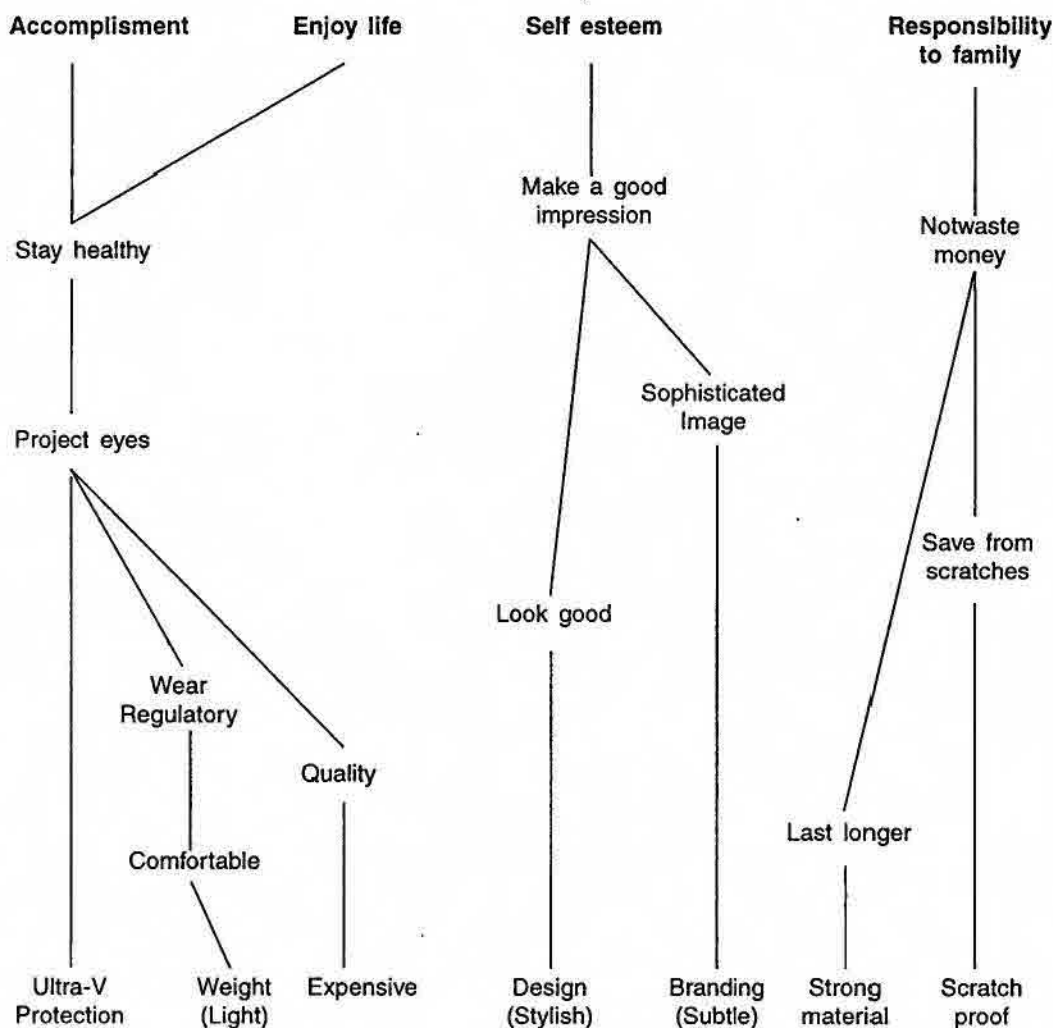 Accomplisment
Enjoy life
Self esteem
Responsibility
to family
Make a good
impression
Stay healthy
Notwaste
money
Sophisticated
Image
Project eyes
Save from
scratches
Look good
Wear
Regulatory
Quality
Last longer
Comfortable
Ultra-V
Protection
Weight
(Light)
Expensive
Design
(Stylish)
Branding
(Subtle)
Strong
material
Scratch
proof